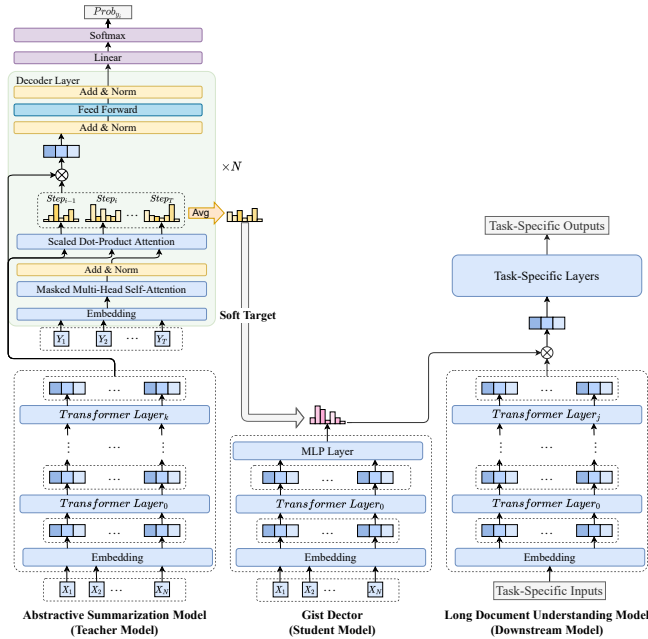 Prob_{y_i}
Softmax
Linear
Decoder Layer
Add & Norm
Feed Forward
Add & Norm
×N
Step_{i-1} Step_i ... Step_T
Avg
Scaled Dot-Product Attention
Add & Norm
Masked Multi-Head Self-Attention
Embedding
Y_1 Y_2 ... Y_T
Soft Target
Task-Specific Outputs
Task-Specific Layers
... 
Transformer Layer_k
...
...
Transformer Layer_0
...
Embedding
X_1 X_2 ... X_N
Abstractive Summarization Model
(Teacher Model)
MLP Layer
...
Transformer Layer_0
...
Embedding
X_1 X_2 ... X_N
Gist Dector
(Student Model)
...
Transformer Layer_j
...
...
Transformer Layer_0
...
Embedding
Task-Specific Inputs
Long Document Understanding Model
(Downstream Model)